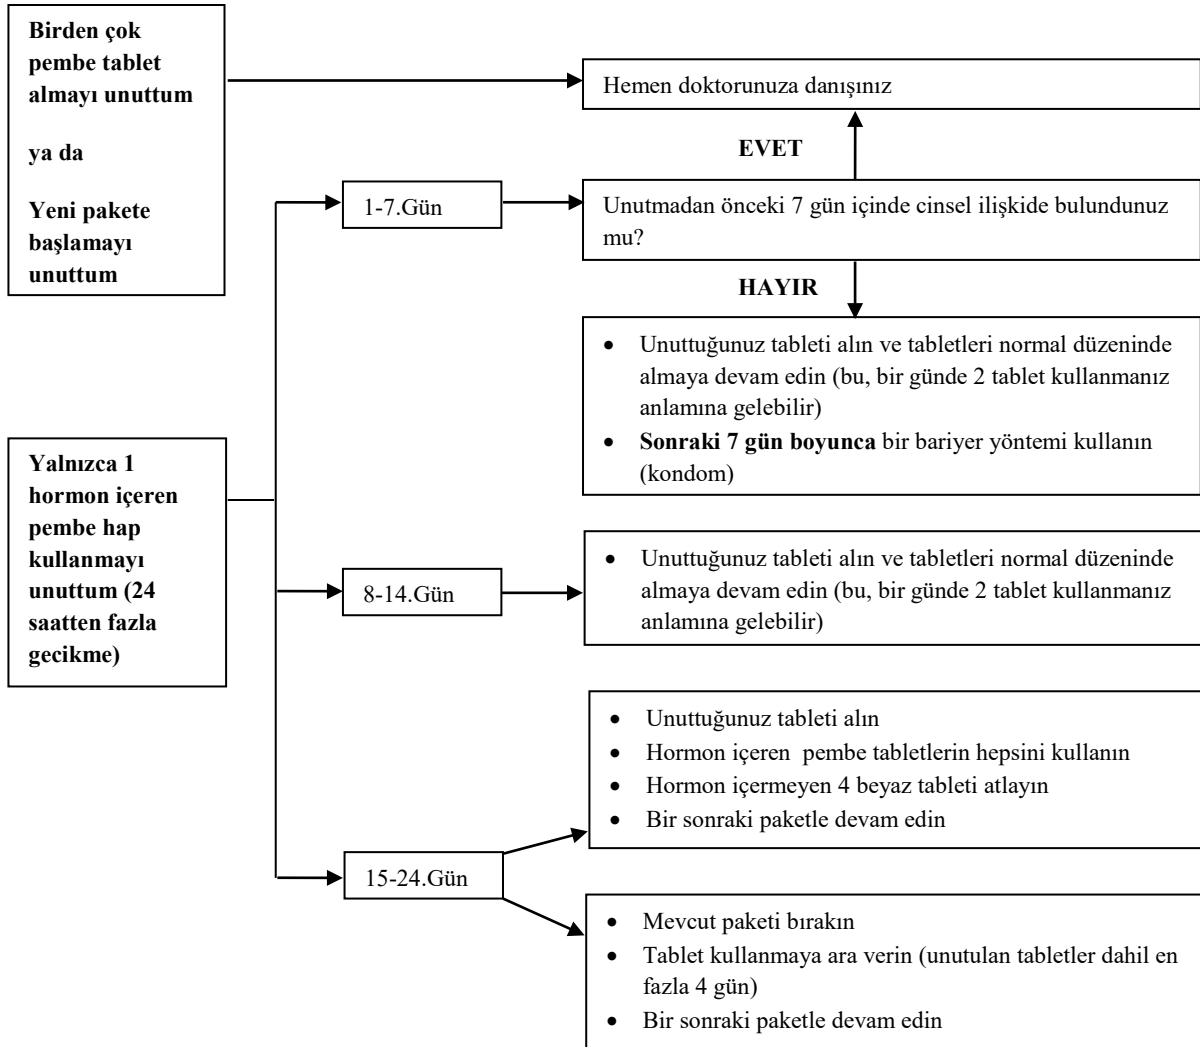 Birden çok
pembe tablet
almayı unuttum
ya da
Yeni pakete
başlamayı
unuttum
Hemen doktorunuza danışınız
EVET
1-7.Gün
Unutmadan önceki 7 gün içinde cinsel ilişkide bulundunuz
mu?
HAYIR
• Unuttuğunuz tableti alın ve tabletleri normal düzeninde
almaya devam edin (bu, bir günde 2 tablet kullanmanız
anlamına gelebilir)
• Sonraki 7 gün boyunca bir bariyer yöntemi kullanın
(kondom)
Yalnızca 1
hormon içeren
pembe hap
kullanmayı
unuttum (24
saatten fazla
gecikme)
8-14.Gün
• Unuttuğunuz tableti alın ve tabletleri normal düzeninde
almaya devam edin (bu, bir günde 2 tablet kullanmanız
anlamına gelebilir)
15-24.Gün
• Unuttuğunuz tableti alın
• Hormon içeren pembe tabletlerin hepsini kullanın
• Hormon içermeyen 4 beyaz tableti atlayın
• Bir sonraki paketle devam edin
• Mevcut paketi bırakın
• Tablet kullanmaya ara verin (unutulan tabletler dahil en
fazla 4 gün)
• Bir sonraki paketle devam edin